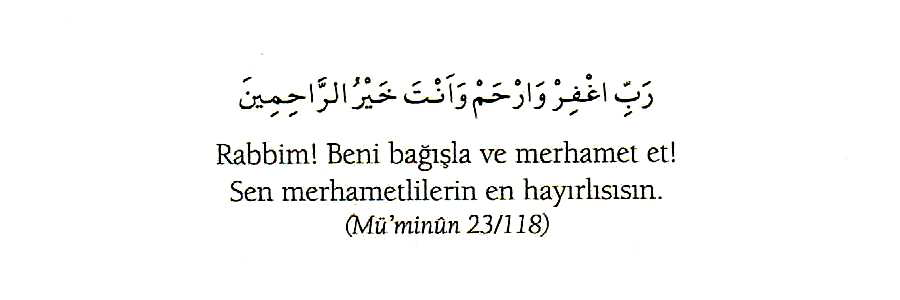 رَبِّ اغْفِرْ وَارْحَمْ وَاَنْتَ خَيْرُ الرَّاحِمِينَ
Rabbim! Beni bağışla ve merhamet et!
Sen merhametlilerin en hayırlısısın.
(Mü’minûn 23/118)